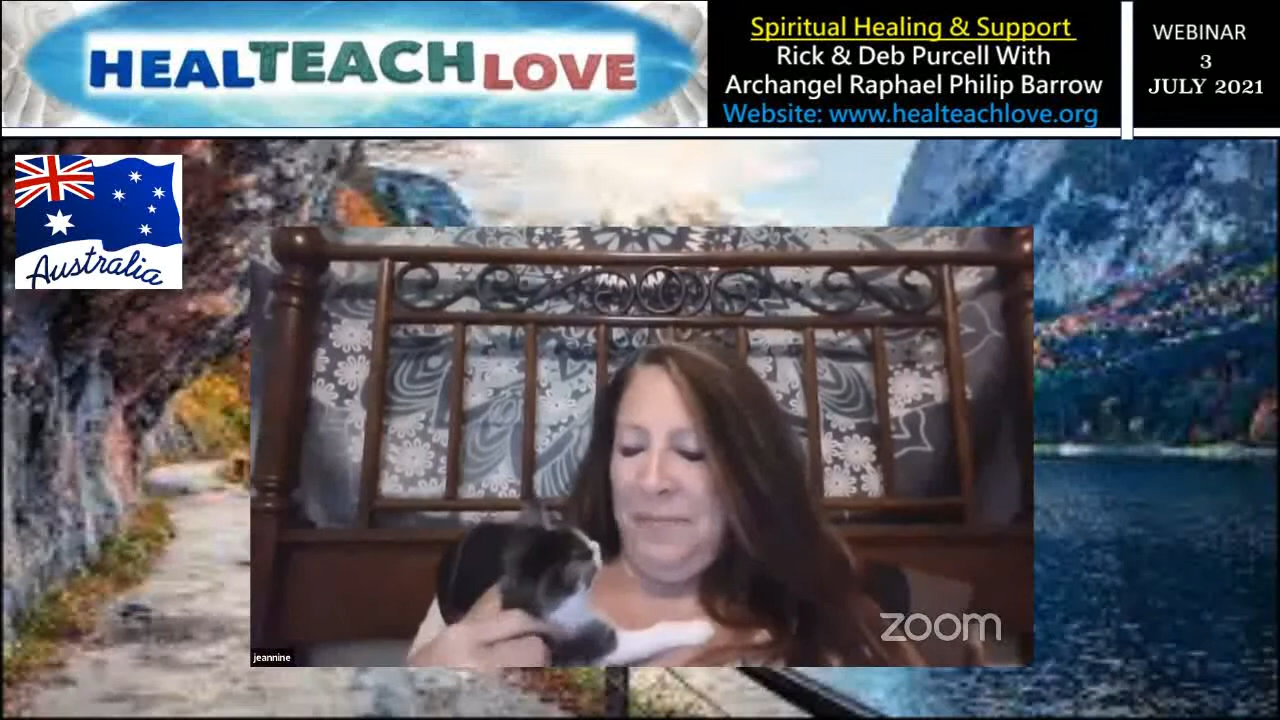 HEALTEACHLOVE
Spiritual Healing & Support
Rick & Deb Purcell With
Archangel Raphael Philip Barrow
Website: www.healteachlove.org
WEBINAR
3
JULY 2021
Australia
zoom
jeannine